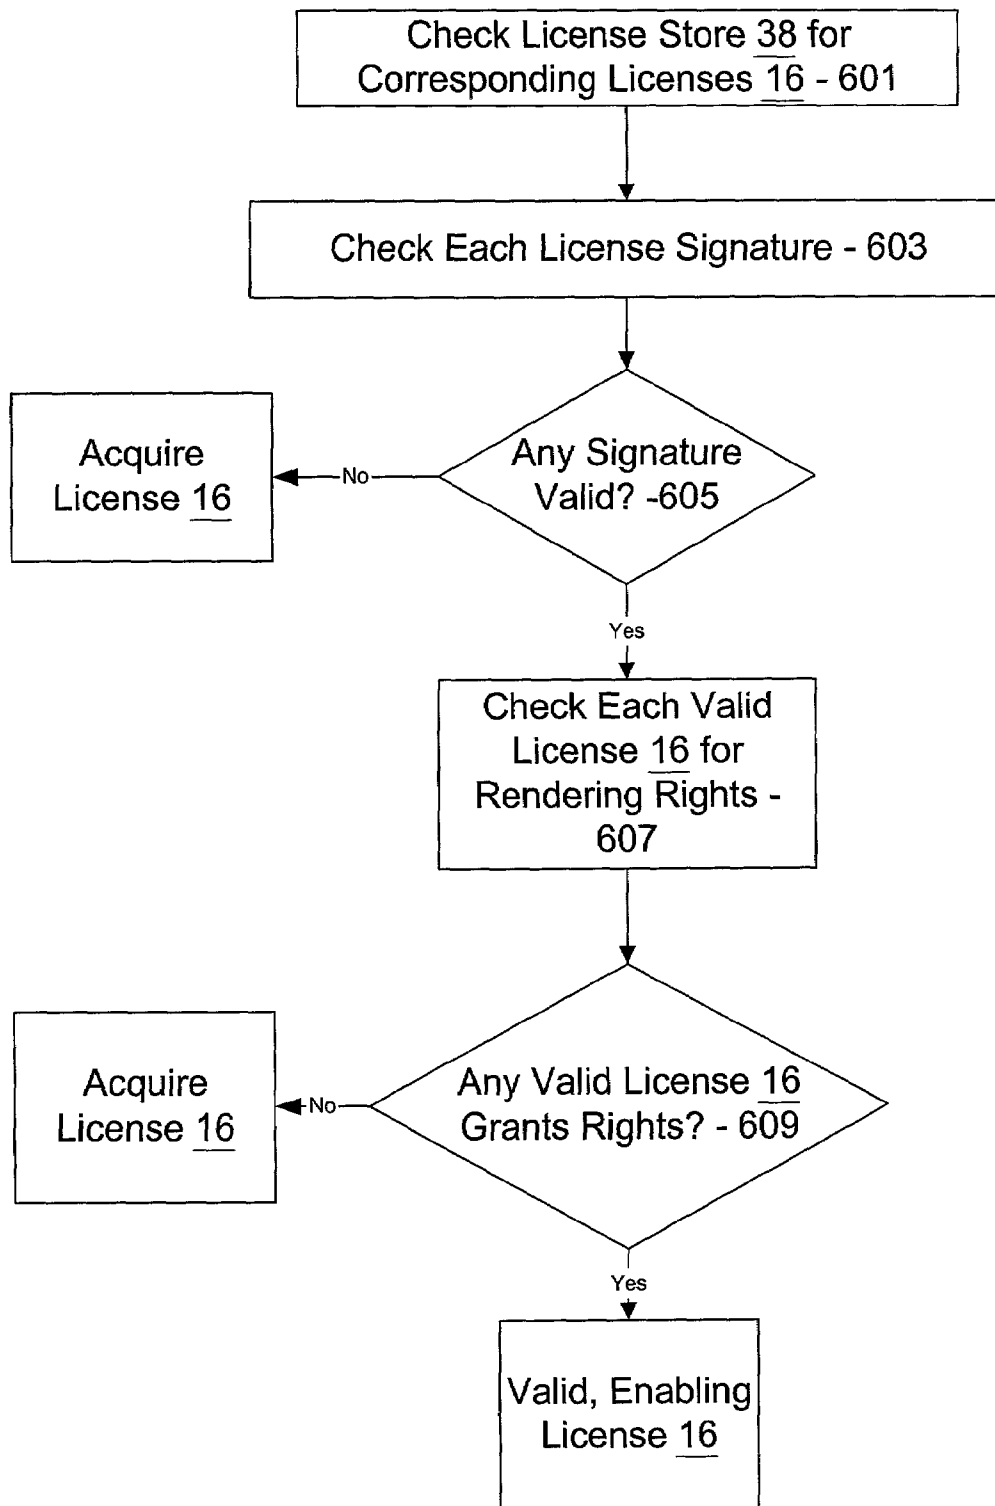 Check License Store 38 for
Corresponding Licenses 16 - 601
Check Each License Signature - 603
Any Signature
Valid? -605
No
Acquire
License 16
Yes
Check Each Valid
License 16 for
Rendering Rights -
607
Any Valid License 16
Grants Rights? - 609
No
Acquire
License 16
Yes
Valid, Enabling
License 16